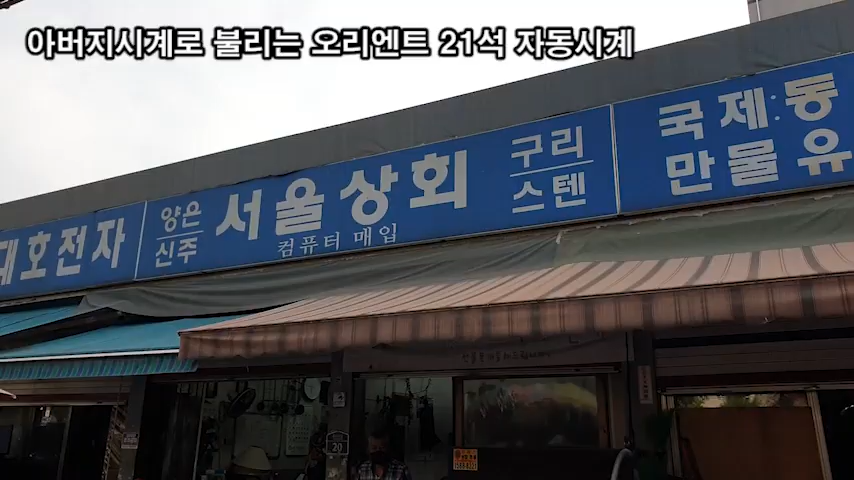 아버지시계로 불리는 오리엔트 21석 자동시계
대호전자
양은
신주
서울상회
컴퓨터 매입
구리
스텐
국제:동
만물유
20